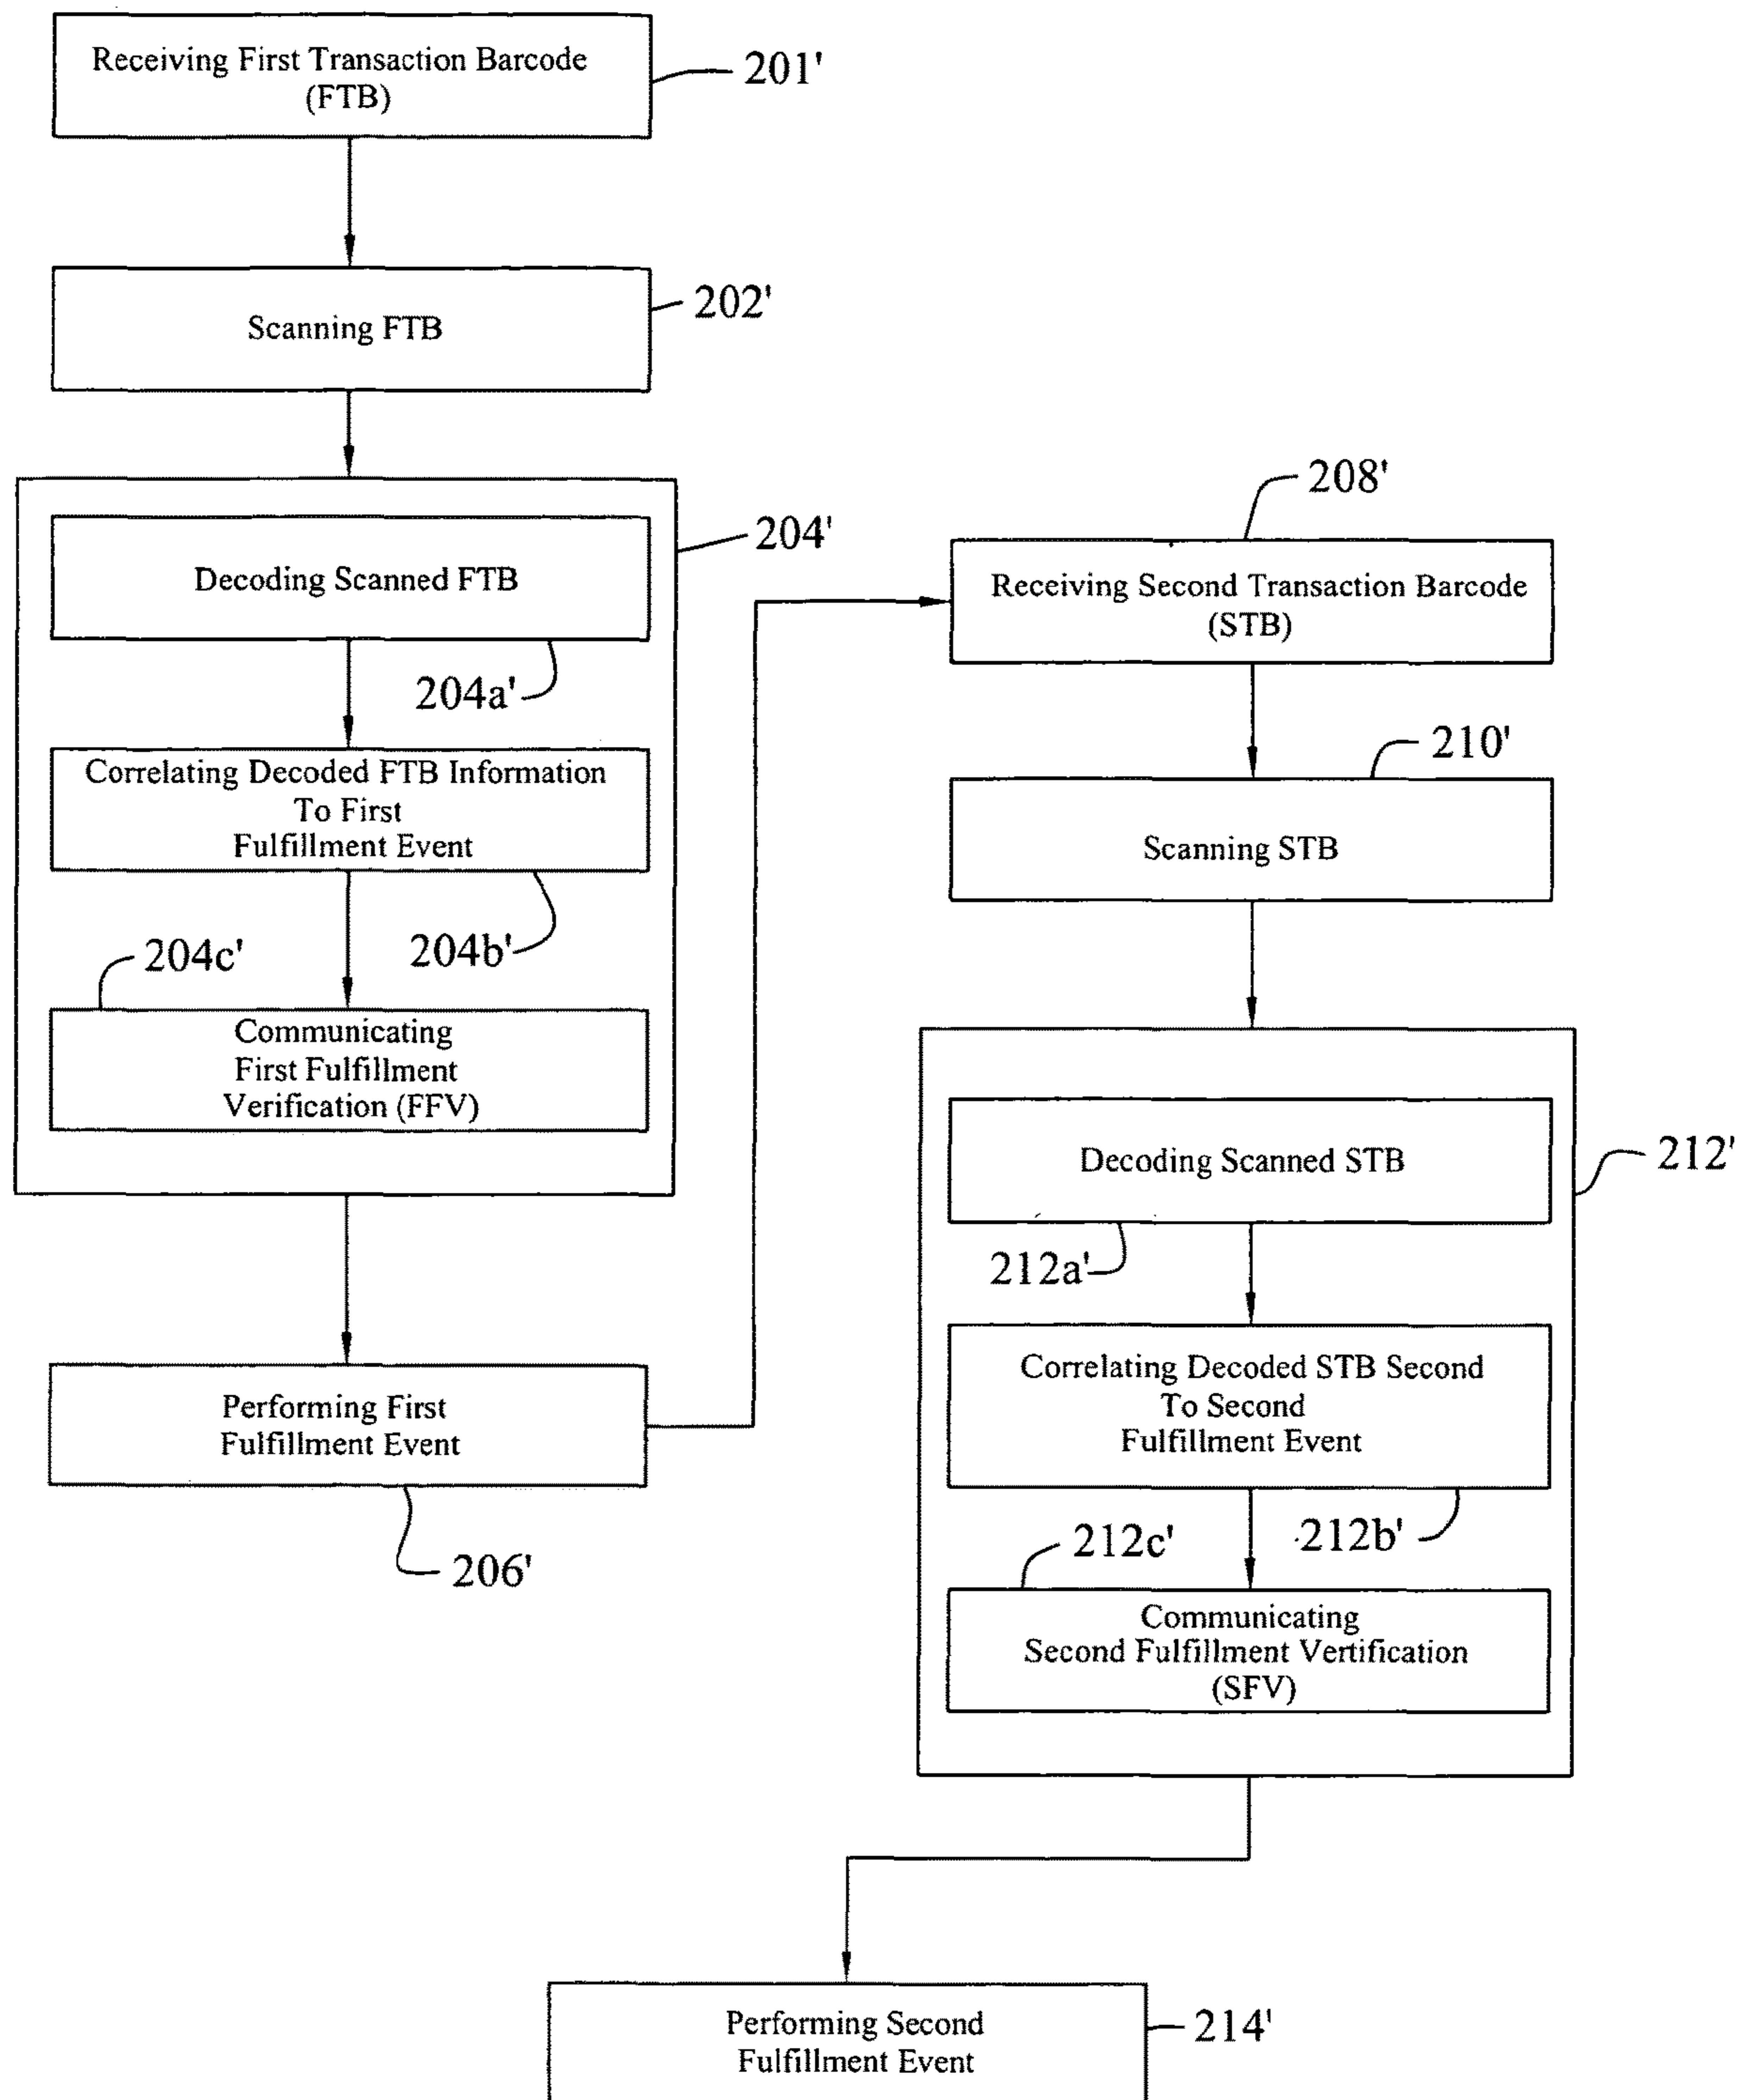 Receiving First Transaction Barcode
(FTB)
201'
Scanning FTB
202'
204'
Decoding Scanned FTB
204a'
Correlating Decoded FTB Information
To First
Fulfillment Event
204b'
204c'
Communicating
First Fulfillment
Verification (FFV)
Performing First
Fulfillment Event
206'
208'
Receiving Second Transaction Barcode
(STB)
210'
Scanning STB
212'
Decoding Scanned STB
212a'
Correlating Decoded STB Second
To Second
Fulfillment Event
212b'
212c'
Communicating
Second Fulfillment Vertification
(SFV)
Performing Second
Fulfillment Event
214'